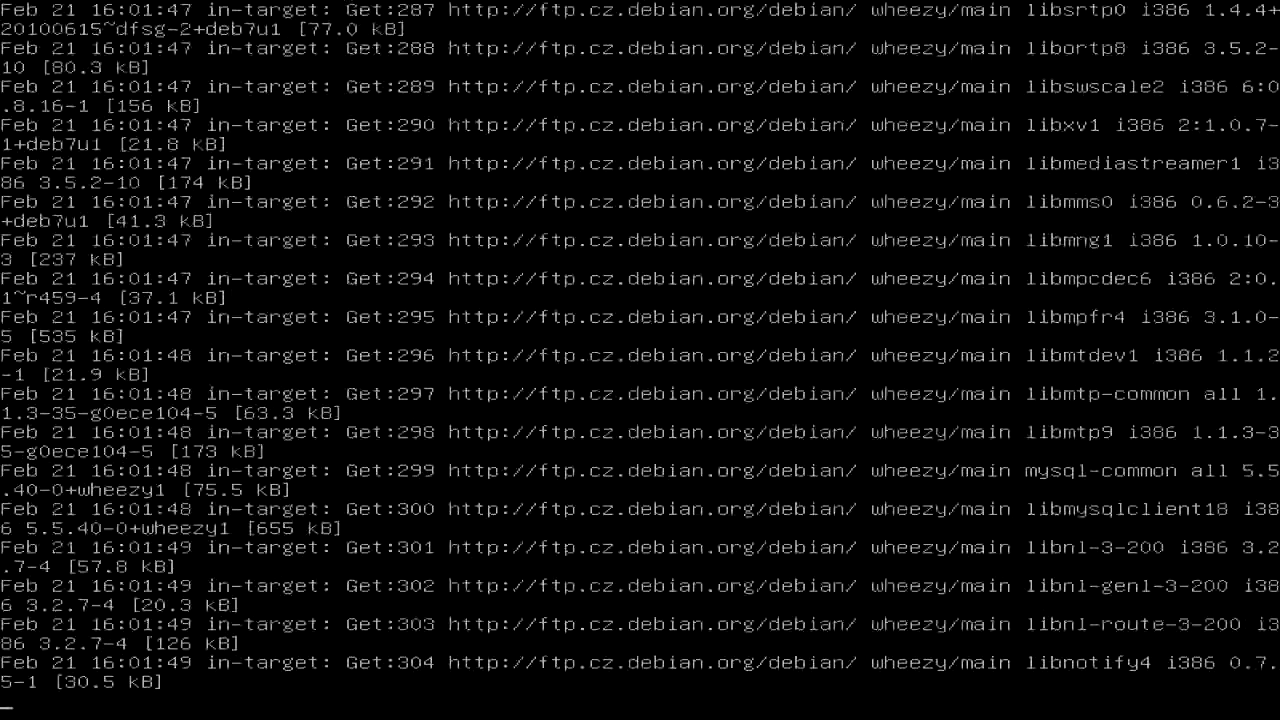 Feb 21 16:01:47 in-target: Get:287 http://ftp.cz.debian.org/debian/ wheezy/main libsrtp0 i386 1.4.4+
20100615~dfsg-2+deb7u1 [77.0 kB]
Feb 21 16:01:47 in-target: Get:288 http://ftp.cz.debian.org/debian/ wheezy/main libortp8 i386 3.5.2-
10 [80.3 kB]
Feb 21 16:01:47 in-target: Get:289 http://ftp.cz.debian.org/debian/ wheezy/main libswscale2 i386 6:0
.8.16-1 [156 kB]
Feb 21 16:01:47 in-target: Get:290 http://ftp.cz.debian.org/debian/ wheezy/main libxv1 i386 2:1.0.7-
1+deb7u1 [21.8 kB]
Feb 21 16:01:47 in-target: Get:291 http://ftp.cz.debian.org/debian/ wheezy/main libmediastreamer1 i3
86 3.5.2-10 [174 kB]
Feb 21 16:01:47 in-target: Get:292 http://ftp.cz.debian.org/debian/ wheezy/main libmms0 i386 0.6.2-3
+deb7u1 [41.3 kB]
Feb 21 16:01:47 in-target: Get:293 http://ftp.cz.debian.org/debian/ wheezy/main libmng1 i386 1.0.10-
3 [237 kB]
Feb 21 16:01:47 in-target: Get:294 http://ftp.cz.debian.org/debian/ wheezy/main libmpcdec6 i386 2:0.
1~r459-4 [37.1 kB]
Feb 21 16:01:47 in-target: Get:295 http://ftp.cz.debian.org/debian/ wheezy/main libmpfr4 i386 3.1.0-
5 [535 kB]
Feb 21 16:01:48 in-target: Get:296 http://ftp.cz.debian.org/debian/ wheezy/main libmtdev1 i386 1.1.2
-1 [21.9 kB]
Feb 21 16:01:48 in-target: Get:297 http://ftp.cz.debian.org/debian/ wheezy/main libmtp-common all 1.
1.3-35-g0ece104-5 [63.3 kB]
Feb 21 16:01:48 in-target: Get:298 http://ftp.cz.debian.org/debian/ wheezy/main libmtp9 i386 1.1.3-3
5-g0ece104-5 [173 kB]
Feb 21 16:01:48 in-target: Get:299 http://ftp.cz.debian.org/debian/ wheezy/main mysql-common all 5.5
.40-0+wheezy1 [75.5 kB]
Feb 21 16:01:48 in-target: Get:300 http://ftp.cz.debian.org/debian/ wheezy/main libmysqlclient18 i38
6 5.5.40-0+wheezy1 [655 kB]
Feb 21 16:01:49 in-target: Get:301 http://ftp.cz.debian.org/debian/ wheezy/main libnl-3-200 i386 3.2
.7-4 [57.8 kB]
Feb 21 16:01:49 in-target: Get:302 http://ftp.cz.debian.org/debian/ wheezy/main libnl-genl-3-200 i38
6 3.2.7-4 [20.3 kB]
Feb 21 16:01:49 in-target: Get:303 http://ftp.cz.debian.org/debian/ wheezy/main libnl-route-3-200 i3
86 3.2.7-4 [126 kB]
Feb 21 16:01:49 in-target: Get:304 http://ftp.cz.debian.org/debian/ wheezy/main libnotify4 i386 0.7.
5-1 [30.5 kB]